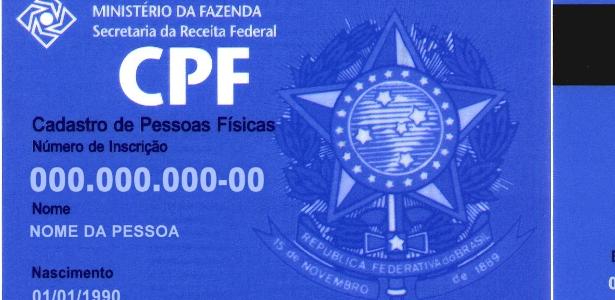 MINISTÉRIO DA FAZENDA
Secretaria da Receita Federal
CPF
Cadastro de Pessoas Físicas
Número de Inscrição
000.000.000-00
Nome
NOME DA PESSOA
REPÚBLICA FEDERATIVA do BRASIL
15 de NOVEMBRO de 1889
Nascimento
01/01/1990